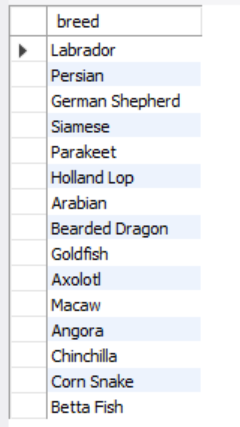 breed
Labrador
Persian
German Shepherd
Siamese
Parakeet
Holland Lop
Arabian
Bearded Dragon
Goldfish
Axolotl
Macaw
Angora
Chinchilla
Corn Snake
Betta Fish